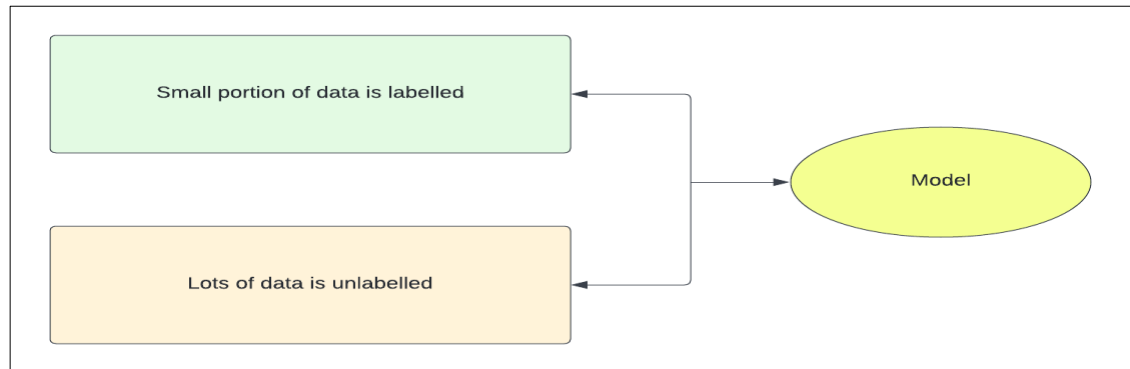 Small portion of data is labelled
Model
Lots of data is unlabelled